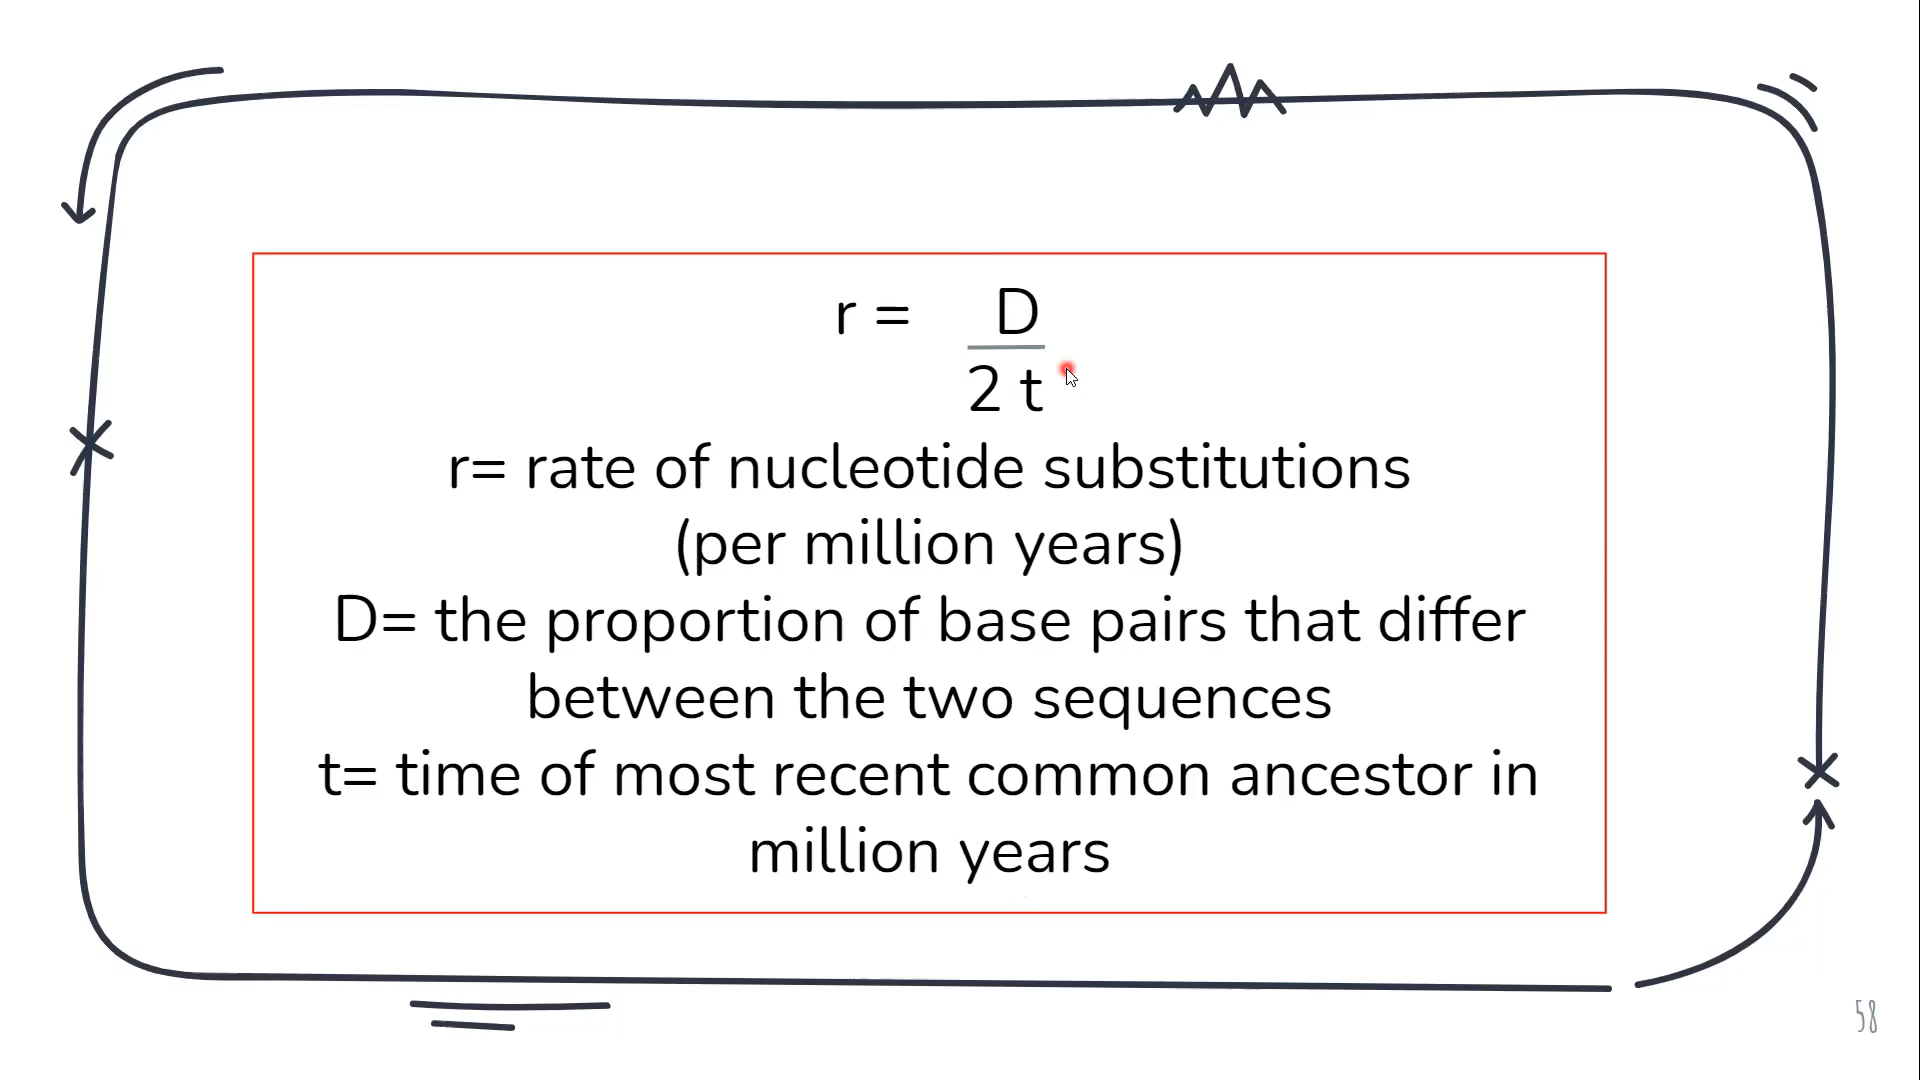 r = D
2 t
r= rate of nucleotide substitutions
(per million years)
D= the proportion of base pairs that differ
between the two sequences
t= time of most recent common ancestor in
million years
58